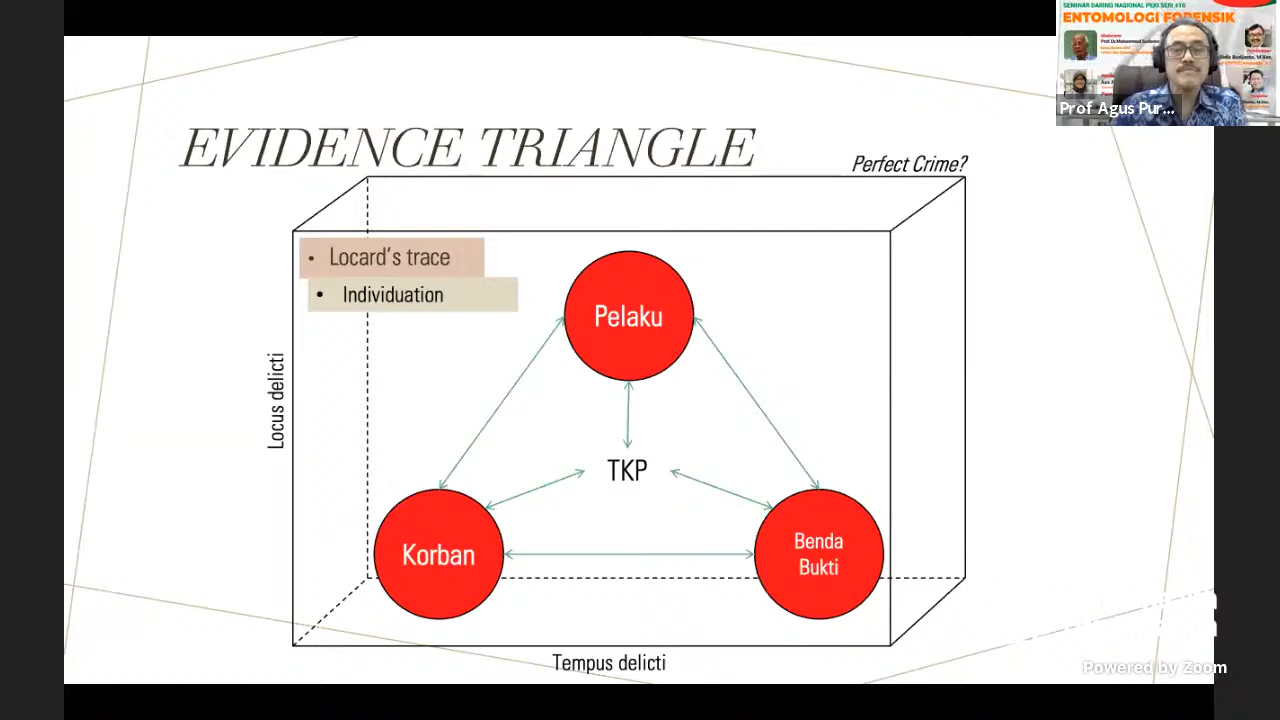 SEMINAR DARING NASIONAL PEKI SERI #10
ENTOMOLOGI FORENSIK
Prof Agus Pur...
EVIDENCE TRIANGLE
Perfect Crime?
• Locard's trace
• Individuation
Pelaku
Locus delicti
TKP
Korban
Benda
Bukti
Tempus delicti
Powered by Zoom